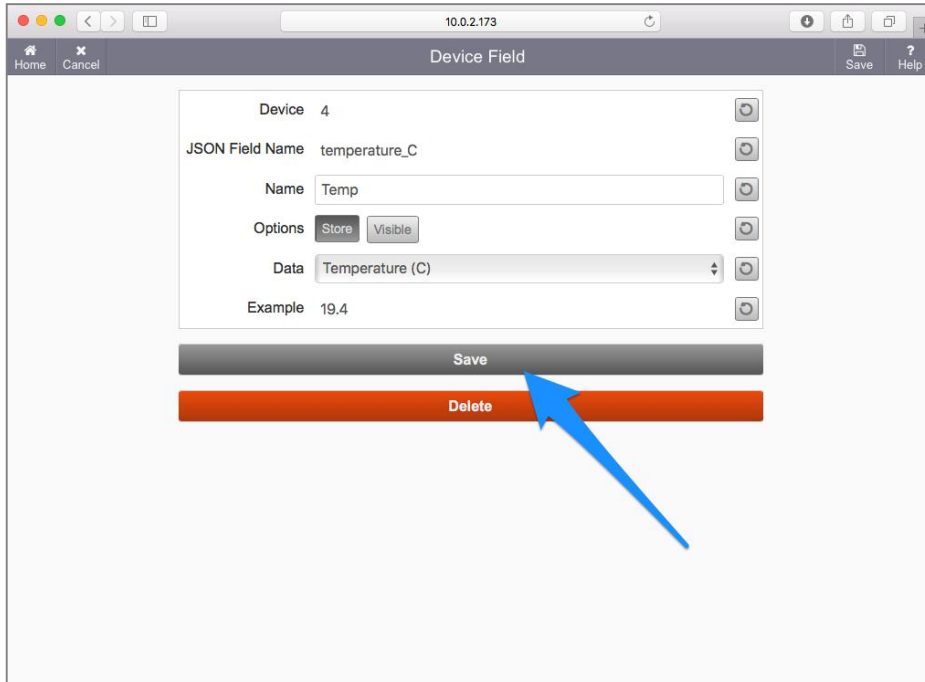 10.0.2.173
Home Cancel Device Field Save ? Help
Device 4
JSON Field Name temperature_C
Name Temp
Options Store Visible
Data Temperature (C)
Example 19.4
Save
Delete